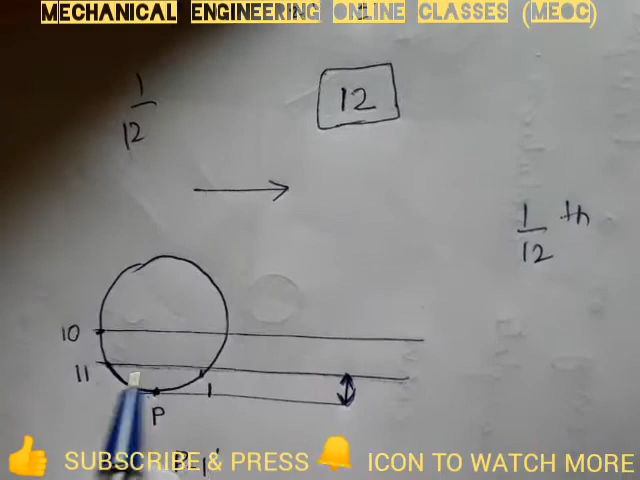 MECHANICAL ENGINEERING ONLINE CLASSES (MEOC)
1/12
12
1/12 th
10
11
1
P
SUBSCRIBE & PRESS 🔔 ICON TO WATCH MORE